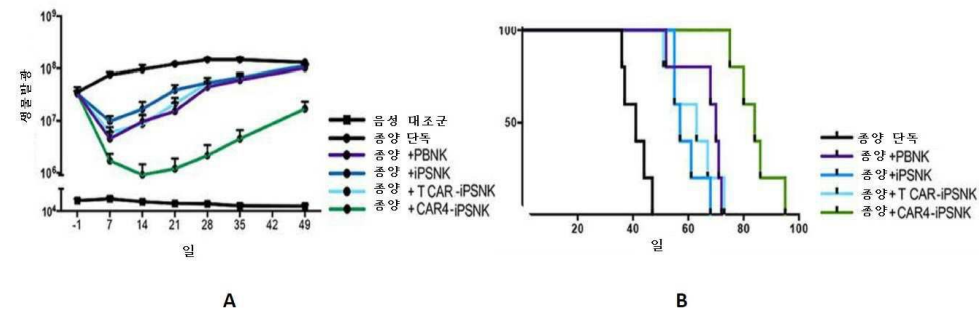 10⁹
10⁸
10⁷
10⁶
10⁴
생물발광
-1 7 14 21 28 35 42 49
일
음성 대조군
종양 단독
종양 +PBNK
종양 +iPSNK
종양 + T CAR-iPSNK
종양 + CAR4-iPSNK
A
100
50
20 40 60 80 100
일
종양 단독
종양+PBNK
종양+iPSNK
종양+T CAR-iPSNK
종양+CAR4-iPSNK
B